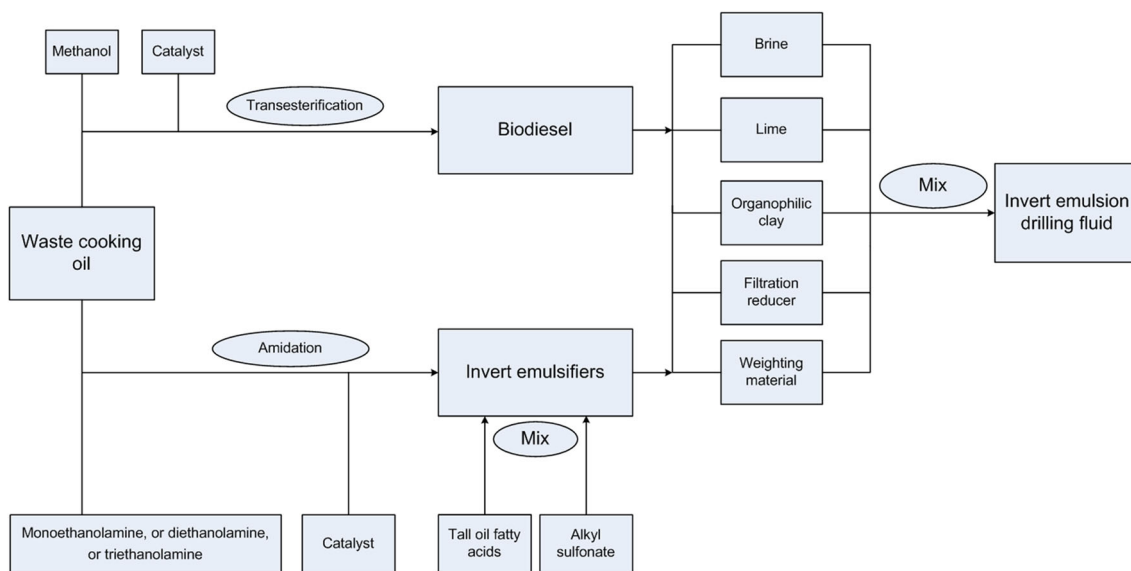 Methanol
Catalyst
Transesterification
Biodiesel
Brine
Lime
Organophilic
clay
Filtration
reducer
Weighting
material
Mix
Invert emulsion
drilling fluid
Waste cooking
oil
Amidation
Invert emulsifiers
Mix
Monoethanolamine, or diethanolamine,
or triethanolamine
Catalyst
Tall oil fatty
acids
Alkyl
sulfonate